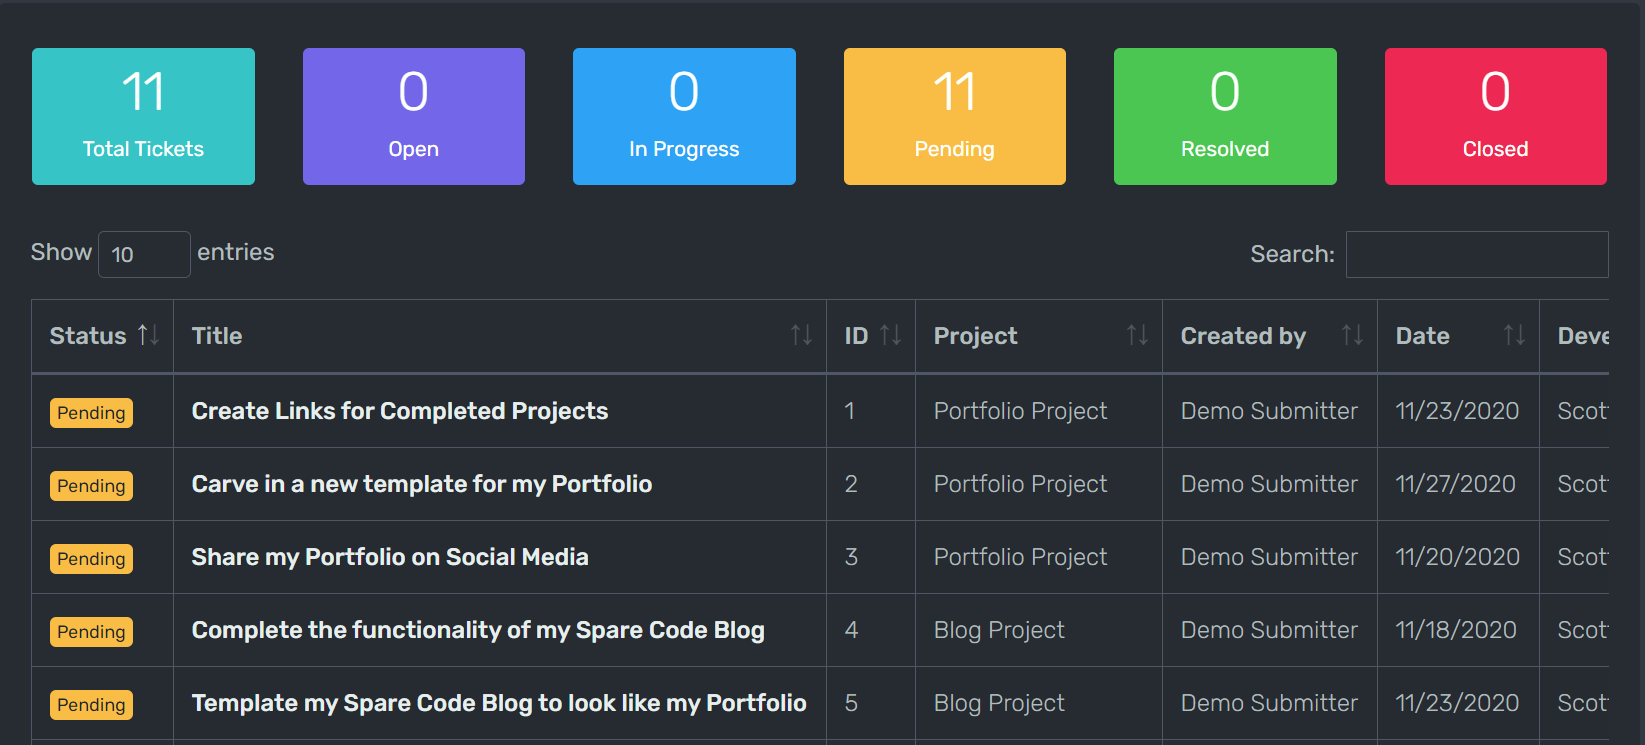 11 0 0 11 0 0
Total Tickets Open In Progress Pending Resolved Closed
Show 10 entries Search:
Status Title ID Project Created by Date Deve
Pending Create Links for Completed Projects 1 Portfolio Project Demo Submitter 11/23/2020 Scott
Pending Carve in a new template for my Portfolio 2 Portfolio Project Demo Submitter 11/27/2020 Scott
Pending Share my Portfolio on Social Media 3 Portfolio Project Demo Submitter 11/20/2020 Scott
Pending Complete the functionality of my Spare Code Blog 4 Blog Project Demo Submitter 11/18/2020 Scott
Pending Template my Spare Code Blog to look like my Portfolio 5 Blog Project Demo Submitter 11/23/2020 Scott